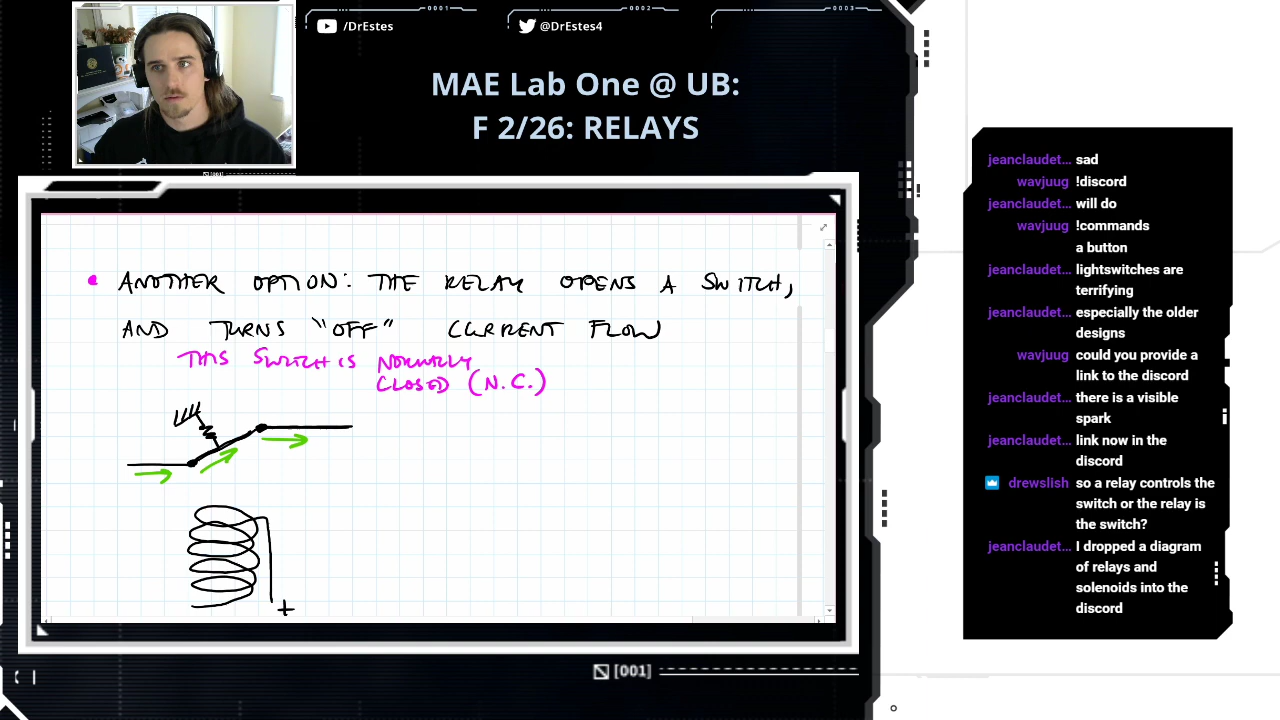 0001
0002
0003
/DrEstes
@DrEstes4
MAE Lab One @ UB:
F 2/26: RELAYS
[001]
ANOTHER OPTION: THE RELAY OPENS A SWITCH,
AND TURNS "OFF" CURRENT FLOW
THIS SWITCH IS NORMALLY
CLOSED (N.C.)
+
[001]
jeanclaudet... sad
wavjuug !discord
jeanclaudet... will do
wavjuug !commands
a button
jeanclaudet... lightswitches are
terrifying
jeanclaudet... especially the older
designs
wavjuug could you provide a
link to the discord
jeanclaudet... there is a visible
spark
jeanclaudet... link now in the
discord
drewslish so a relay controls the
switch or the relay is
the switch?
jeanclaudet... I dropped a diagram
of relays and
solenoids into the
discord